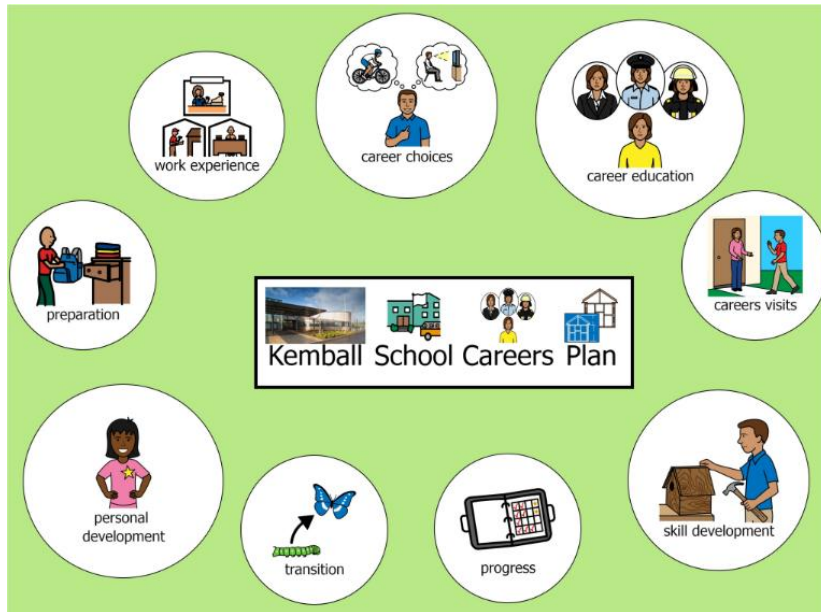 work experience
career choices
career education
preparation
careers visits
Kemball School Careers Plan
personal
development
transition
progress
skill development